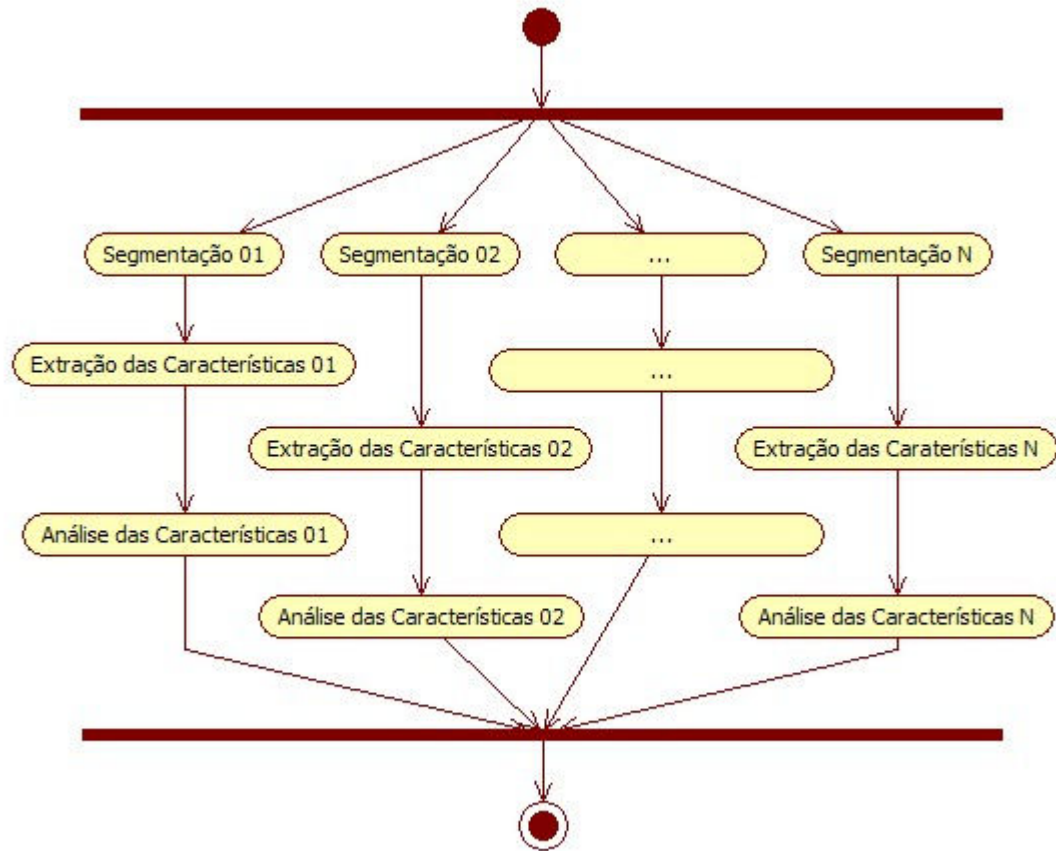 Segmentação 01
Segmentação 02
...
Segmentação N
Extração das Características 01
...
Extração das Características 02
Extração das Caraterísticas N
Análise das Características 01
...
Análise das Características 02
Análise das Características N